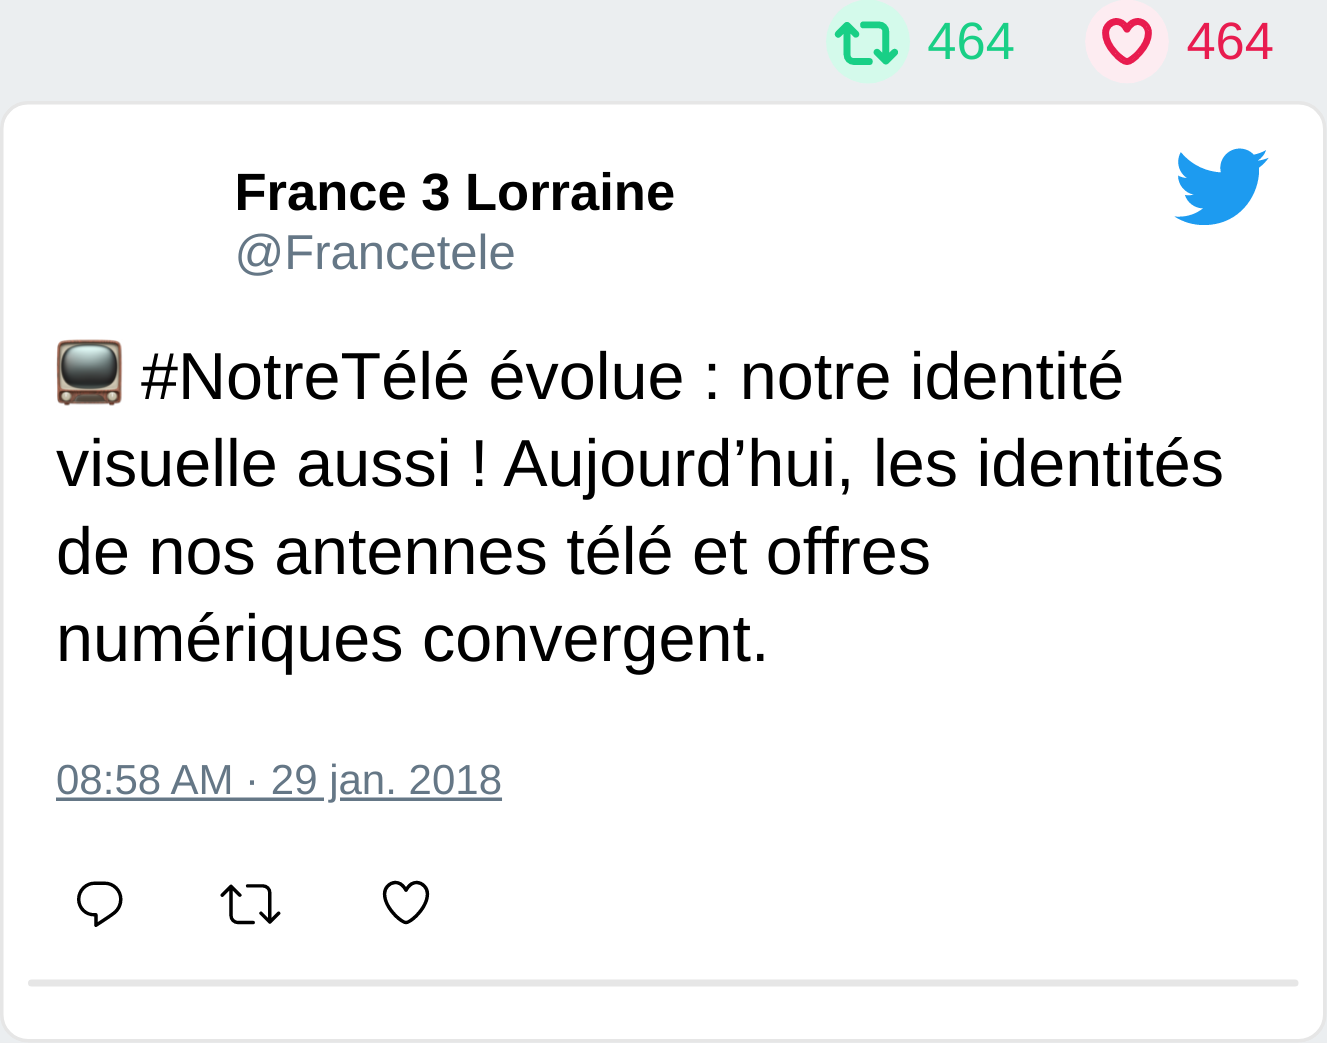 464 464
France 3 Lorraine
@Francetele
📺 #NotreTélé évolue : notre identité
visuelle aussi ! Aujourd’hui, les identités
de nos antennes télé et offres
numériques convergent.
08:58 AM · 29 jan. 2018